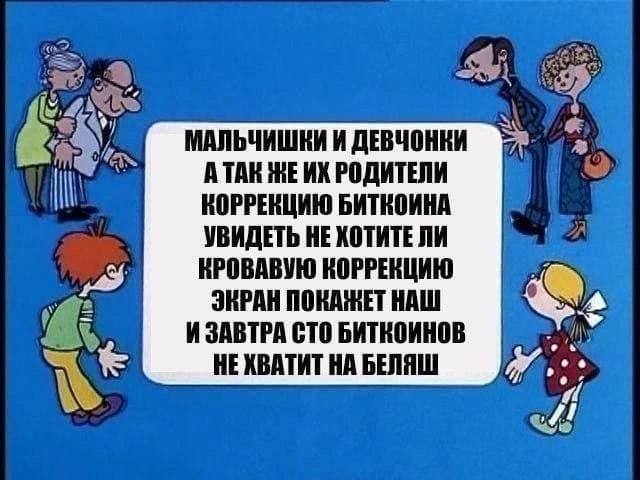 МАЛЬЧИШКИ И ДЕВЧОНКИ
А ТАК ЖЕ ИХ РОДИТЕЛИ
КОРРЕКЦИЮ БИТКОИНА
УВИДЕТЬ НЕ ХОТИТЕ ЛИ
КРОВАВУЮ КОРРЕКЦИЮ
ЭКРАН ПОКАЖЕТ НАШ
И ЗАВТРА СТО БИТКОИНОВ
НЕ ХВАТИТ НА БЕЛЯШ